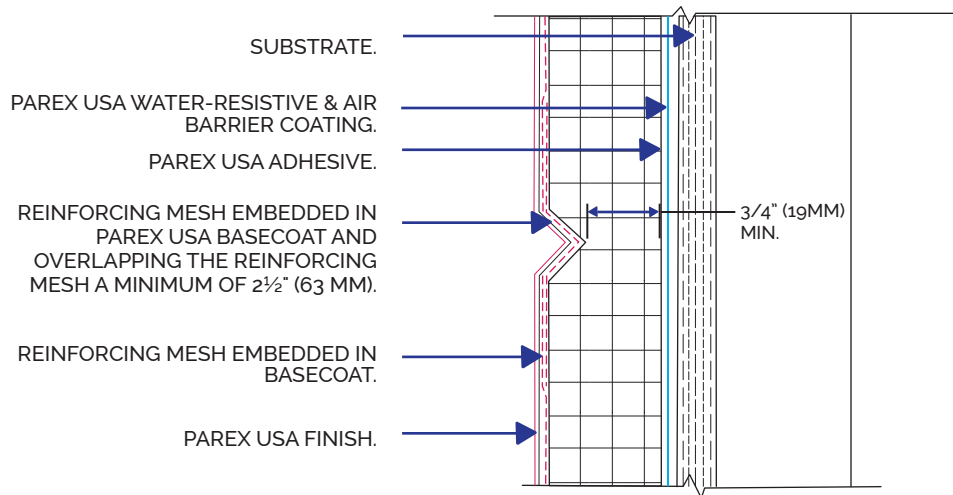 SUBSTRATE.
PAREX USA WATER-RESISTIVE & AIR
BARRIER COATING.
PAREX USA ADHESIVE.
REINFORCING MESH EMBEDDED IN
PAREX USA BASECOAT AND
OVERLAPPING THE REINFORCING
MESH A MINIMUM OF 2½" (63 MM).
3/4" (19MM)
MIN.
REINFORCING MESH EMBEDDED IN
BASECOAT.
PAREX USA FINISH.